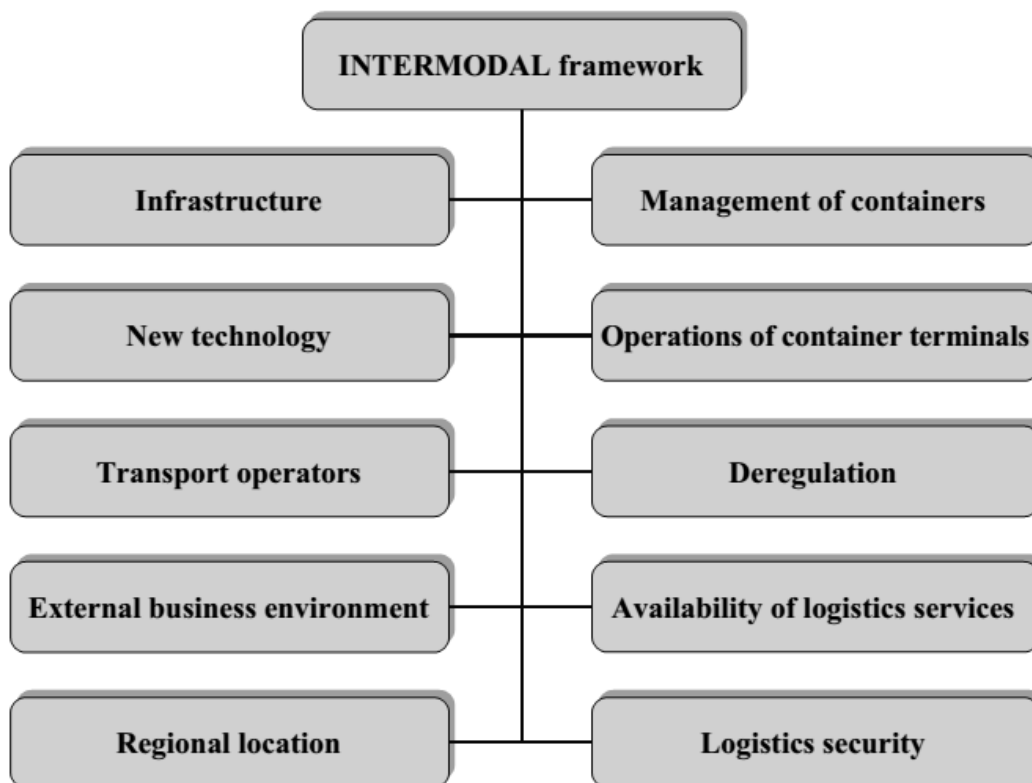 INTERMODAL framework
Infrastructure
Management of containers
New technology
Operations of container terminals
Transport operators
Deregulation
External business environment
Availability of logistics services
Regional location
Logistics security